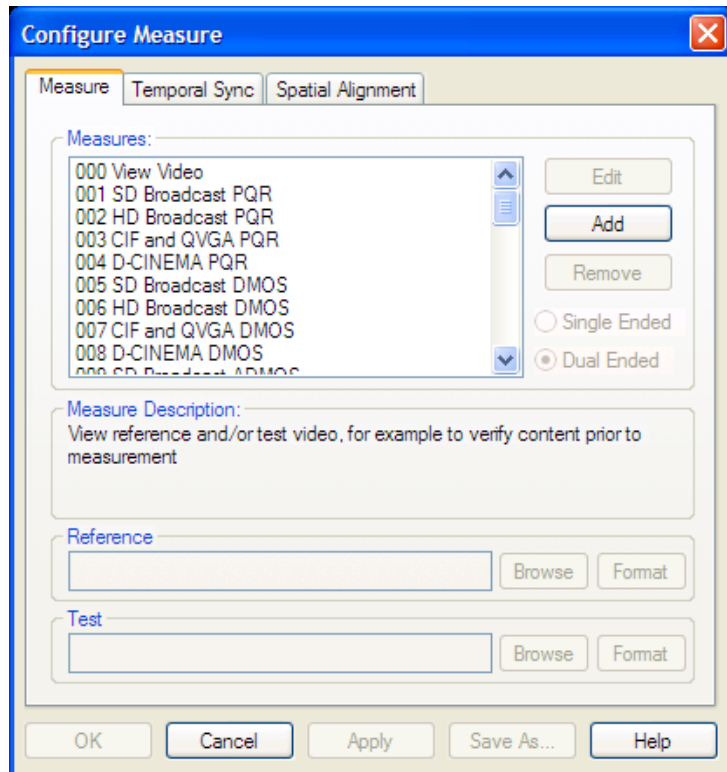 Configure Measure
Measure
Temporal Sync
Spatial Alignment
Measures:
000 View Video
001 SD Broadcast PQR
002 HD Broadcast PQR
003 CIF and QVGA PQR
004 D-CINEMA PQR
005 SD Broadcast DMOS
006 HD Broadcast DMOS
007 CIF and QVGA DMOS
008 D-CINEMA DMOS
009 SD Broadcast ADMOS
Edit
Add
Remove
Single Ended
Dual Ended
Measure Description:
View reference and/or test video, for example to verify content prior to
measurement
Reference
Browse
Format
Test
Browse
Format
OK
Cancel
Apply
Save As...
Help